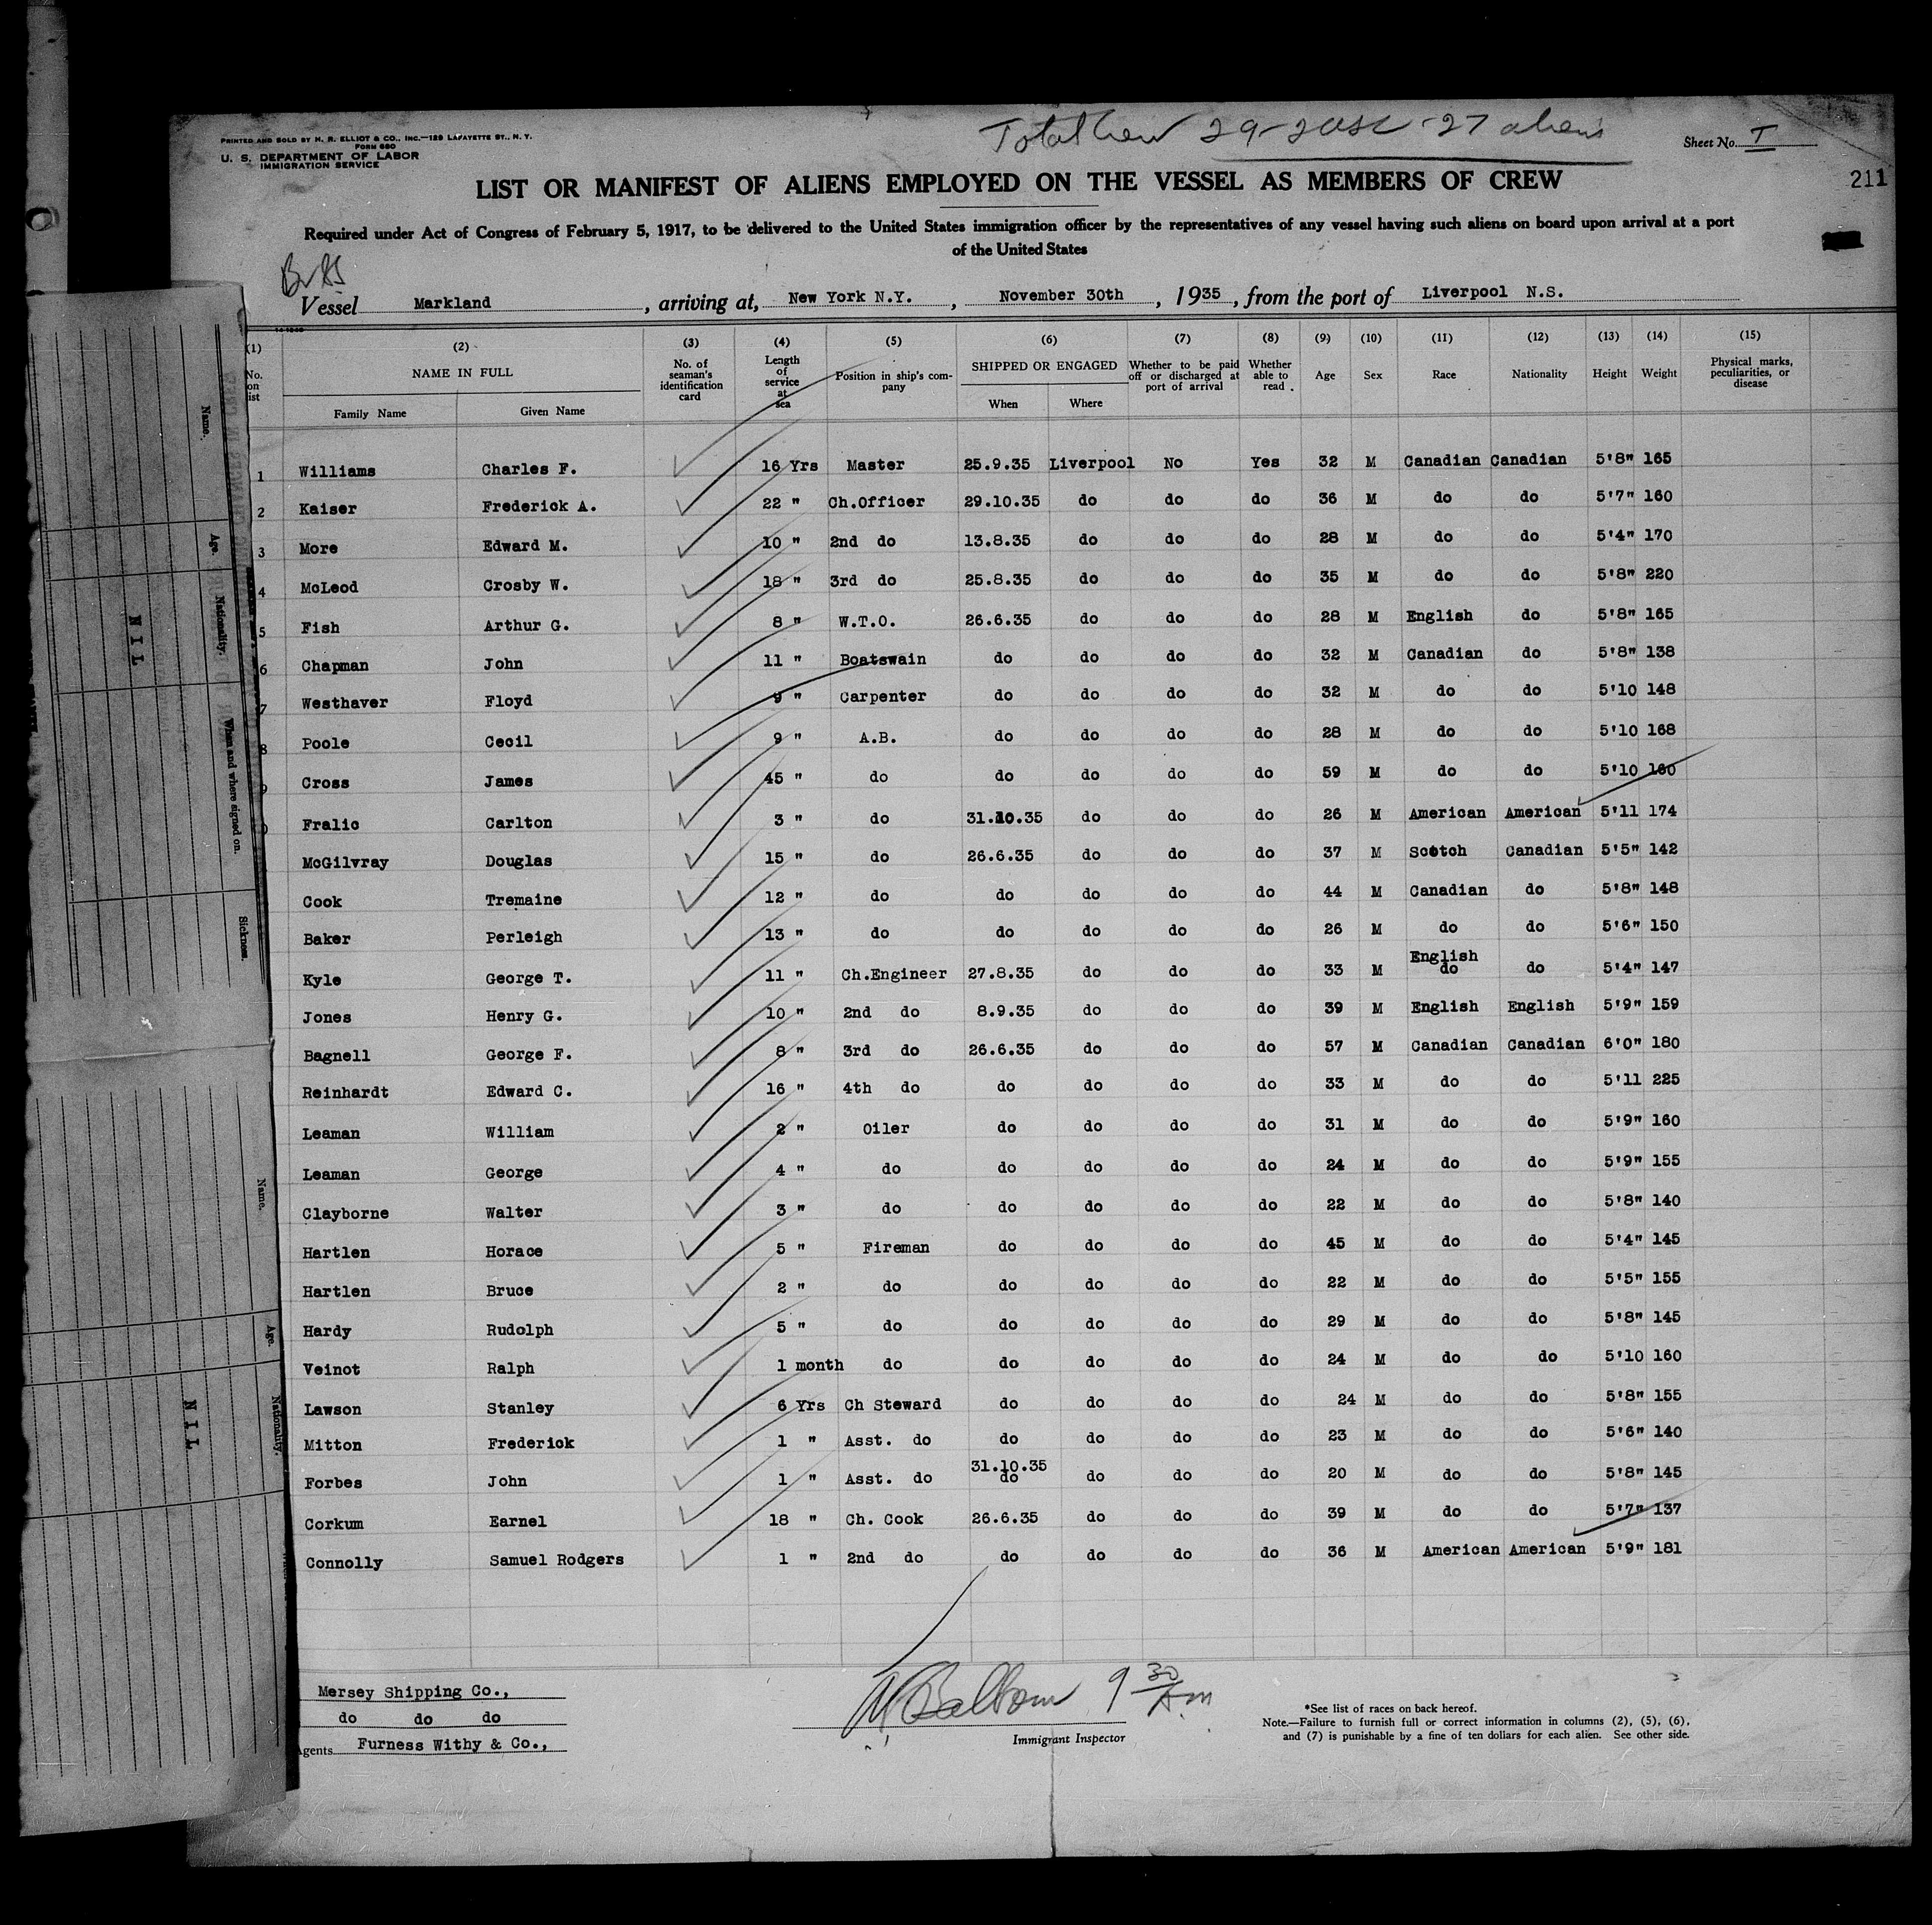 Total Crew 29 - 2 USC - 27 aliens
PRINTED AND SOLD BY H. R. ELLIOT & CO., INC.—129 LAFAYETTE ST., N. Y.
FORM 680
U. S. DEPARTMENT OF LABOR
IMMIGRATION SERVICE
Sheet No. I
211
LIST OR MANIFEST OF ALIENS EMPLOYED ON THE VESSEL AS MEMBERS OF CREW
Required under Act of Congress of February 5, 1917, to be delivered to the United States immigration officer by the representatives of any vessel having such aliens on board upon arrival at a port
of the United States
Vessel Markland, arriving at, New York N.Y., November 30th, 1935, from the port of Liverpool N.S.
(1) (2) (3) (4) (5) (6) (7) (8) (9) (10) (11) (12) (13) (14) (15)
No. on list NAME IN FULL Family Name Given Name No. of seaman's identification card Length of service at sea Position in ship's company SHIPPED OR ENGAGED When Where Whether to be paid off or discharged at port of arrival Whether able to read Age Sex Race Nationality Height Weight Physical marks, peculiarities, or disease
1 Williams Charles F. 16 Yrs Master 25.9.35 Liverpool No Yes 32 M Canadian Canadian 5'8" 165
2 Kaiser Frederick A. 22 " Ch.Officer 29.10.35 do do do 36 M do do 5'7" 160
3 More Edward M. 10 " 2nd do 13.8.35 do do do 28 M do do 5'4" 170
4 McLeod Crosby W. 18 " 3rd do 25.8.35 do do do 35 M do do 5'8" 220
5 Fish Arthur G. 8 " W.T.O. 26.6.35 do do do 28 M English do 5'8" 165
6 Chapman John 11 " Boatswain do do do do 32 M Canadian do 5'8" 138
7 Westhaver Floyd 9 " Carpenter do do do do 32 M do do 5'10 148
8 Poole Cecil 9 " A.B. do do do do 28 M do do 5'10 168
Cross James 45 " do do do do do 59 M do do 5'10 160
Fralic Carlton 3 " do 31.10.35 do do do 26 M American American 5'11 174
McGilvray Douglas 15 " do 26.6.35 do do do 37 M Scotch Canadian 5'5" 142
Cook Tremaine 12 " do do do do do 44 M Canadian do 5'8" 148
Baker Perleigh 13 " do do do do do 26 M do do 5'6" 150
Kyle George T. 11 " Ch.Engineer 27.8.35 do do do 33 M English do do 5'4" 147
Jones Henry G. 10 " 2nd do 8.9.35 do do do 39 M English English 5'9" 159
Bagnell George F. 8 " 3rd do 26.6.35 do do do 57 M Canadian Canadian 6'0" 180
Reinhardt Edward C. 16 " 4th do do do do do 33 M do do 5'11 225
Leaman William 2 " Oiler do do do do 31 M do do 5'9" 160
Leaman George 4 " do do do do do 24 M do do 5'9" 155
Clayborne Walter 3 " do do do do do 22 M do do 5'8" 140
Hartlen Horace 5 " Fireman do do do do 45 M do do 5'4" 145
Hartlen Bruce 2 " do do do do do 22 M do do 5'5" 155
Hardy Rudolph 5 " do do do do do 29 M do do 5'8" 145
Veinot Ralph 1 month do do do do do 24 M do do 5'10 160
Lawson Stanley 6 Yrs Ch Steward do do do do 24 M do do 5'8" 155
Mitton Frederick 1 " Asst. do do do do do 23 M do do 5'6" 140
Forbes John 1 " Asst. do 31.10.35 do do do do 20 M do do 5'8" 145
Corkum Earnel 18 " Ch. Cook 26.6.35 do do do 39 M do do 5'7" 137
Connolly Samuel Rodgers 1 " 2nd do do do do do 36 M American American 5'9" 181
Mersey Shipping Co.,
do do do
Agents Furness Withy & Co.,
9 30 Am
Immigrant Inspector
*See list of races on back hereof.
Note.—Failure to furnish full or correct information in columns (2), (5), (6),
and (7) is punishable by a fine of ten dollars for each alien. See other side.
Name.
Age.
Nationality.
When and where signed on.
Sickness.
NIL
Name.
Age.
Nationality.
NIL